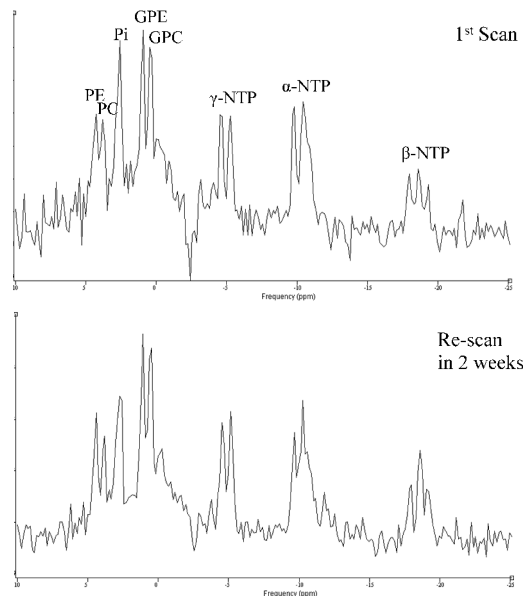 GPE
1st Scan
Pi
GPC
PE
PC
γ-NTP
α-NTP
β-NTP
10 5 0 -5 -10 -15 -20 -25
Frequency (ppm)
Re-scan
in 2 weeks
10 5 0 -5 -10 -15 -20 -25
Frequency (ppm)